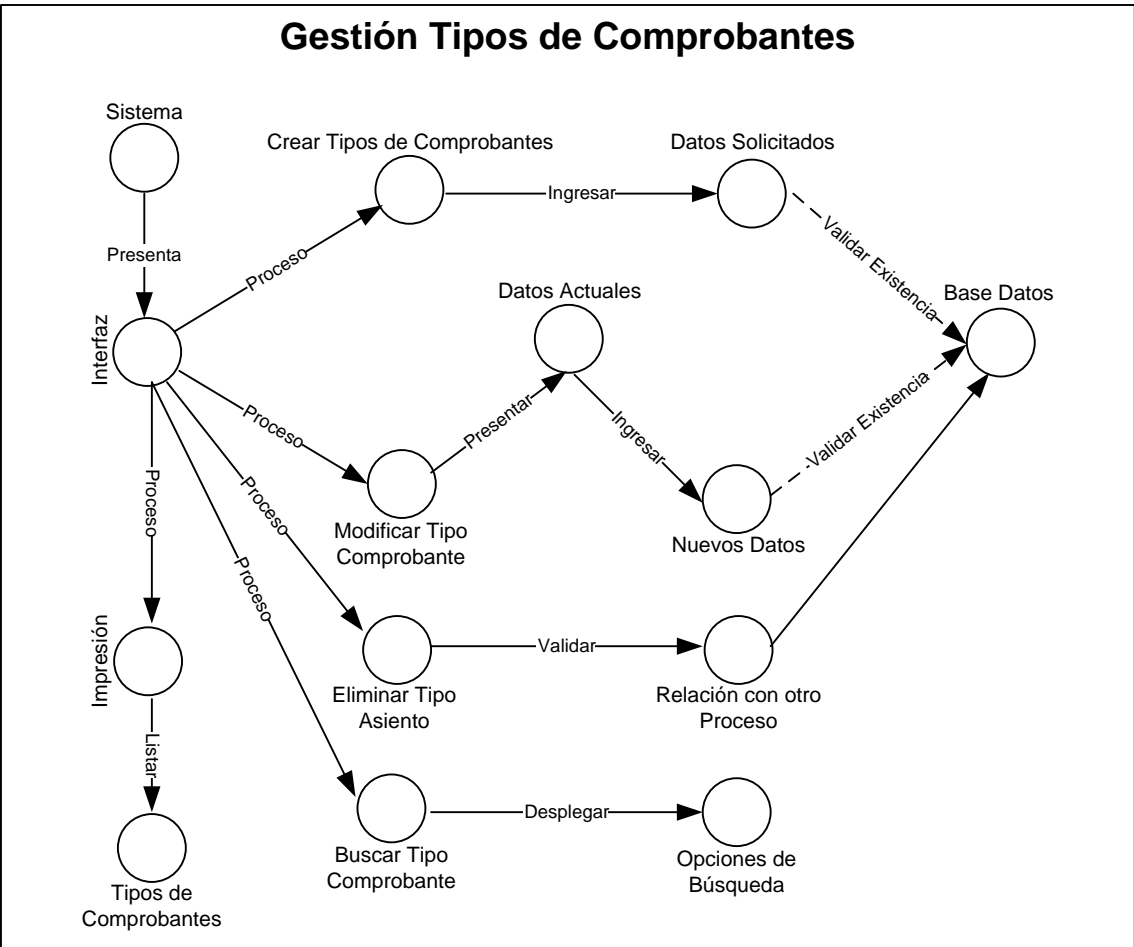 Gestión Tipos de Comprobantes
Sistema
Crear Tipos de Comprobantes
Datos Solicitados
Ingresar
Presenta
Proceso
Validar Existencia
Datos Actuales
Base Datos
Interfaz
Proceso
Presentar
Ingresar
Validar Existencia
Proceso
Proceso
Modificar Tipo
Comprobante
Nuevos Datos
Proceso
Impresión
Validar
Eliminar Tipo
Asiento
Relación con otro
Proceso
Listar
Desplegar
Buscar Tipo
Comprobante
Opciones de
Búsqueda
Tipos de
Comprobantes